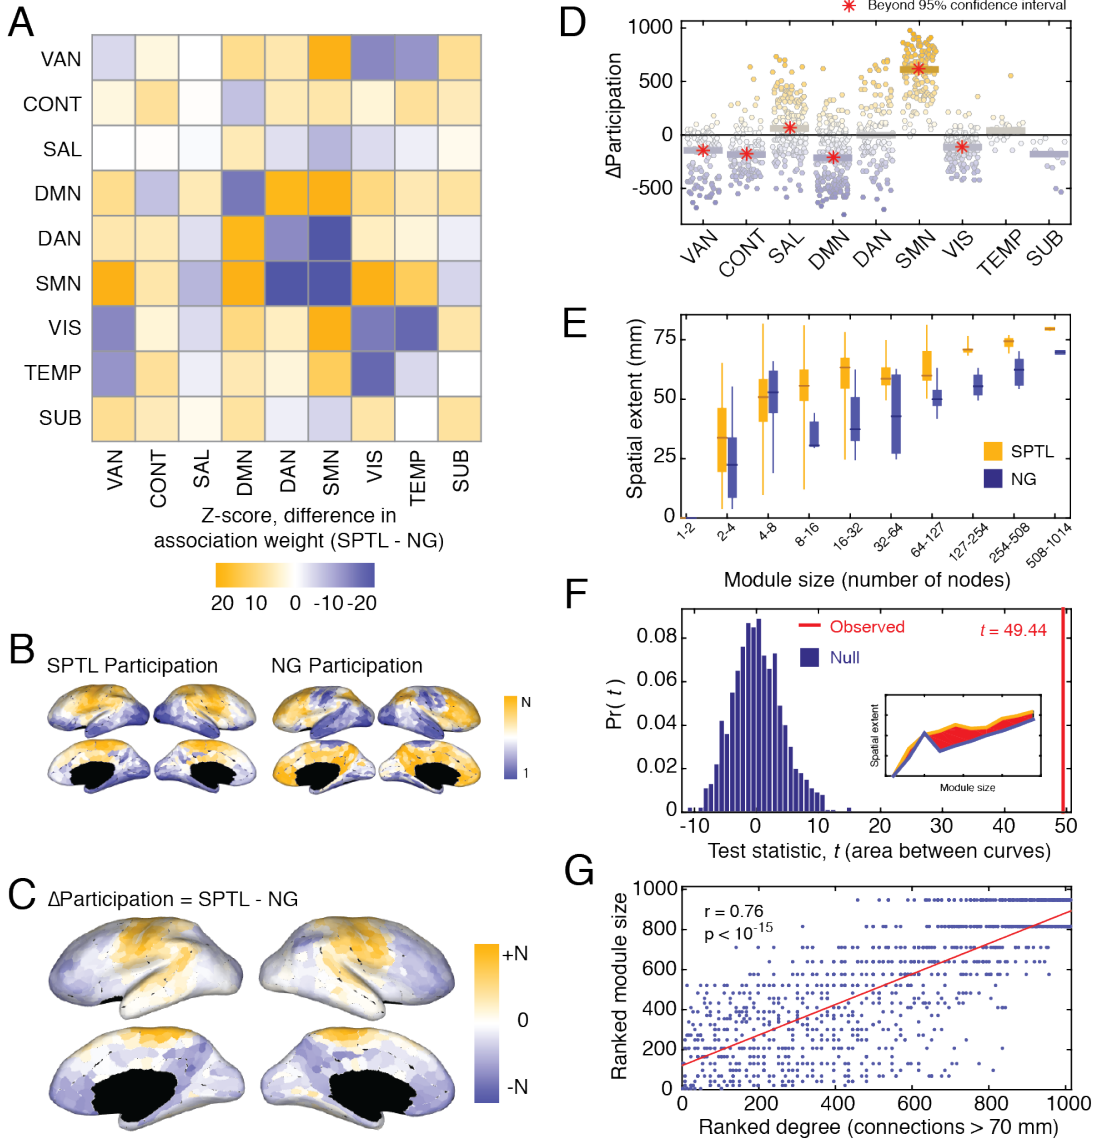 A
VAN
CONT
SAL
DMN
DAN
SMN
VIS
TEMP
SUB
VAN
CONT
SAL
DMN
DAN
SMN
VIS
TEMP
SUB
Z-score, difference in
association weight (SPTL - NG)
20 10 0 -10 -20
B
SPTL Participation
NG Participation
N
1
C
ΔParticipation = SPTL - NG
+N
0
-N
D
Beyond 95% confidence interval
ΔParticipation
1000
500
0
-500
VAN
CONT
SAL
DMN
DAN
SMN
VIS
TEMP
SUB
E
Spatial extent (mm)
75
50
25
0
SPTL
NG
1-2
2-4
4-8
8-16
16-32
32-64
64-127
127-254
254-508
508-1014
Module size (number of nodes)
F
Pr( t )
0.08
0.06
0.04
0.02
0
Observed
Null
t = 49.44
Spatial extent
Module size
-10 0 10 20 30 40 50
Test statistic, t (area between curves)
G
Ranked module size
1000
800
600
400
200
0
r = 0.76
p < 10-15
0 200 400 600 800 1000
Ranked degree (connections > 70 mm)